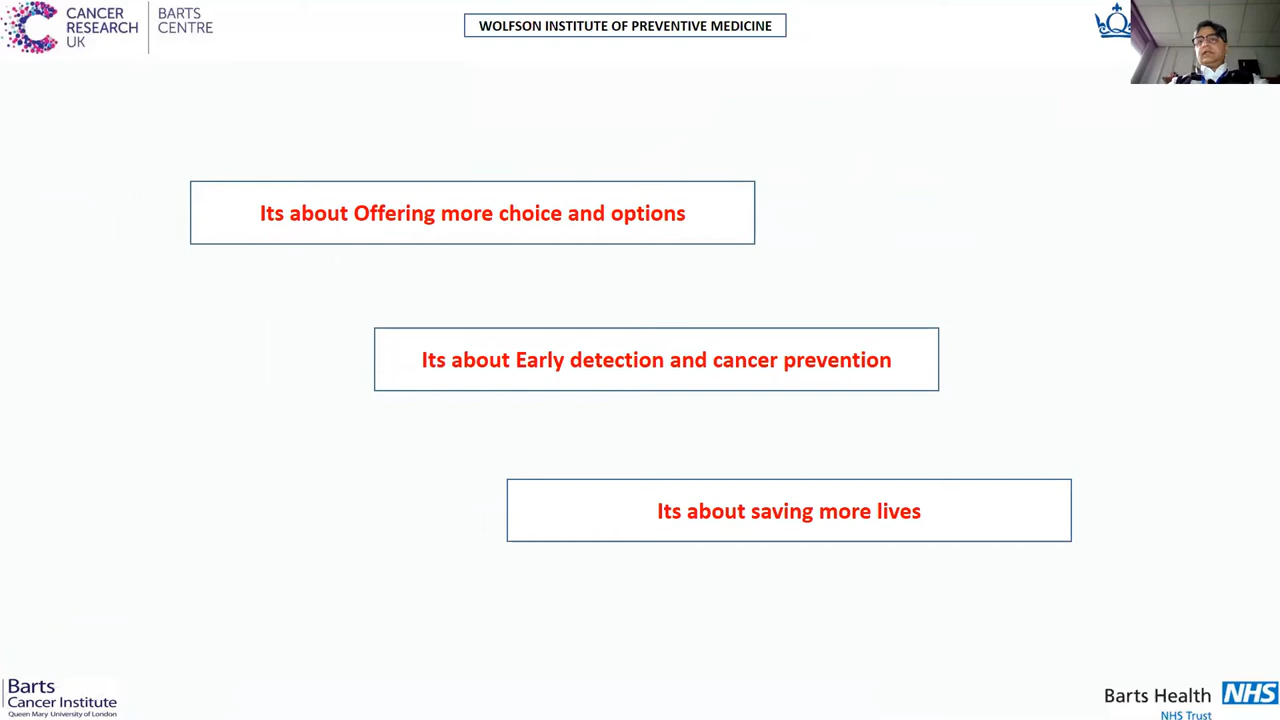 CANCER
RESEARCH
UK
BARTS
CENTRE
WOLFSON INSTITUTE OF PREVENTIVE MEDICINE
Its about Offering more choice and options
Its about Early detection and cancer prevention
Its about saving more lives
Barts
Cancer Institute
Queen Mary University of London
Barts Health NHS
NHS Trust